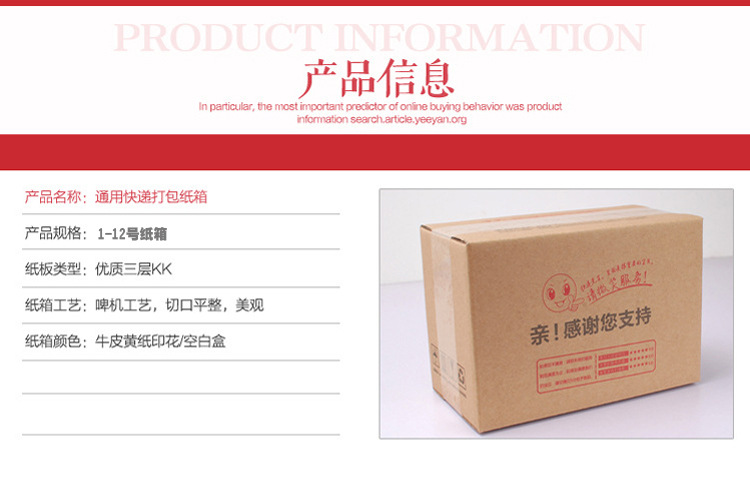 PRODUCT INFORMATION
产品信息
In particular, the most important predictor of online buying behavior was product
information search.article.yeeyan.org
产品名称：通用快递打包纸箱
产品规格：1-12号纸箱
纸板类型：优质三层KK
纸箱工艺：啤机工艺，切口平整，美观
纸箱颜色：牛皮黄纸印花/空白盒
请微笑服务！
亲！感谢您支持